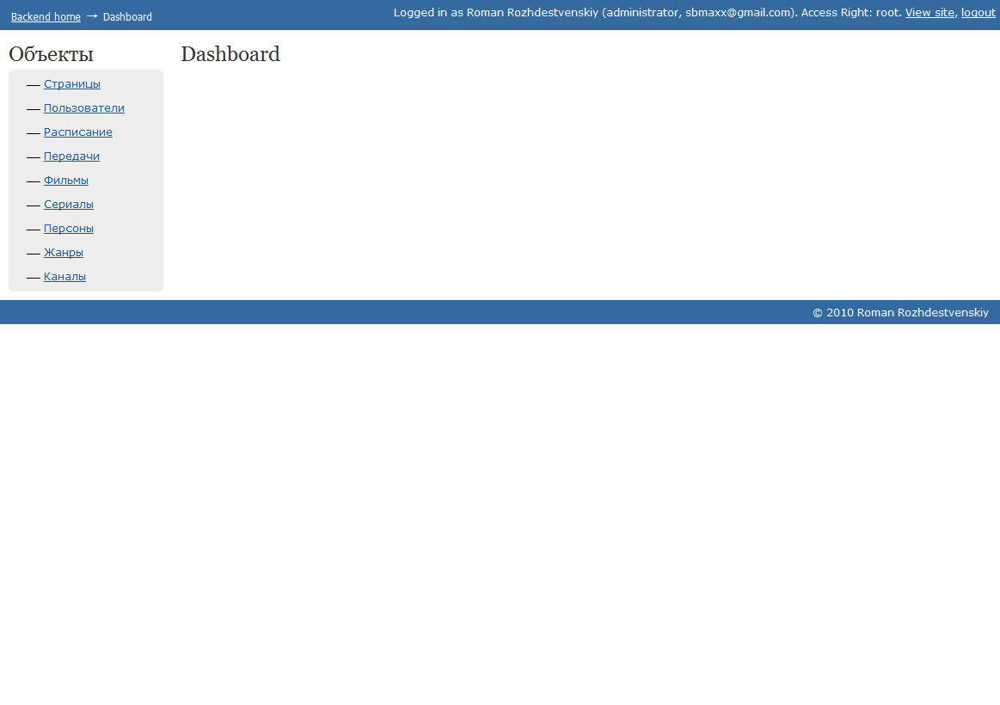 Backend home → Dashboard
Logged in as Roman Rozhdestvenskiy (administrator, sbmaxx@gmail.com). Access Right: root. View site, logout
Объекты
— Страницы
— Пользователи
— Расписание
— Передачи
— Фильмы
— Сериалы
— Персоны
— Жанры
— Каналы
Dashboard
© 2010 Roman Rozhdestvenskiy